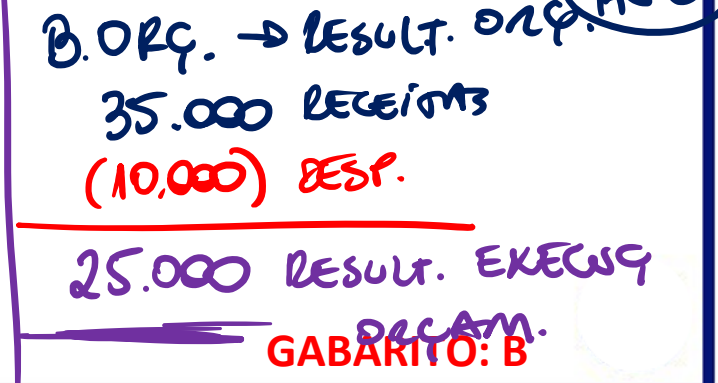 B. ORÇ. → RESULT. ORÇ.
35.000 RECEITAS
(10.000) DESP.
25.000 RESULT. EXECUÇ
ORÇAM.
GABARITO: B